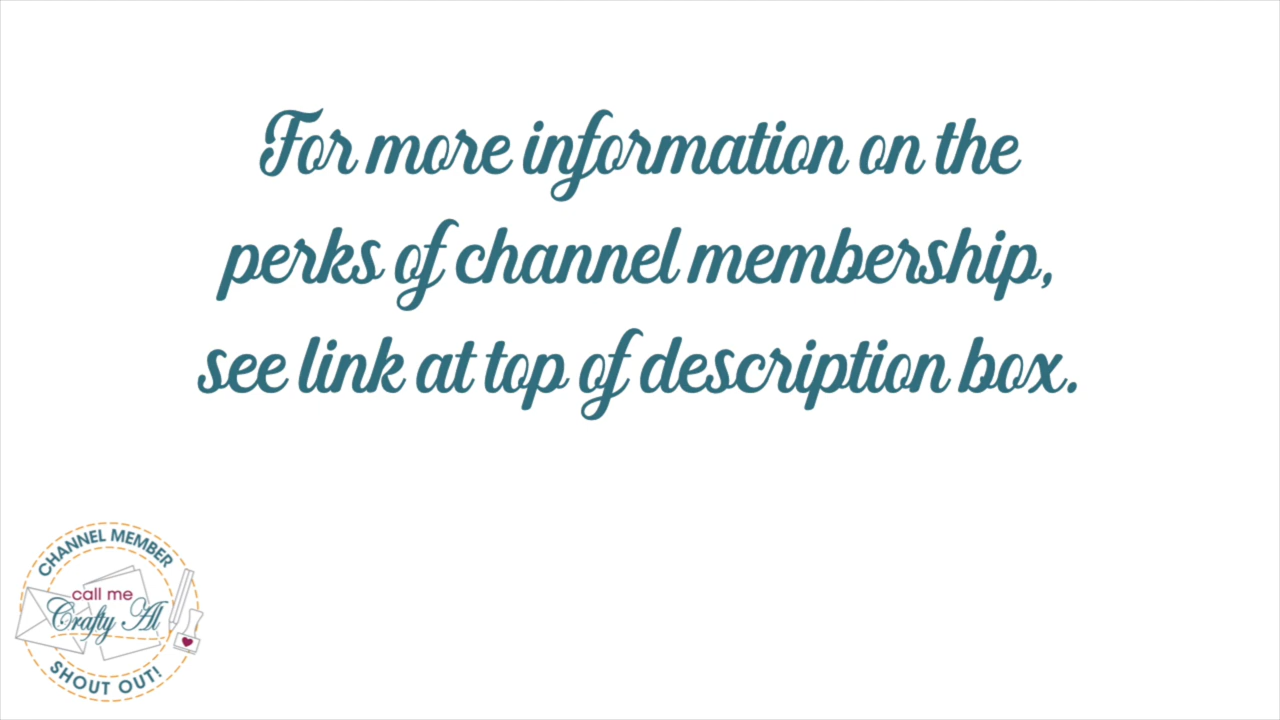 For more information on the
perks of channel membership,
see link at top of description box.
CHANNEL MEMBER
call me
Crafty Al
SHOUT OUT!